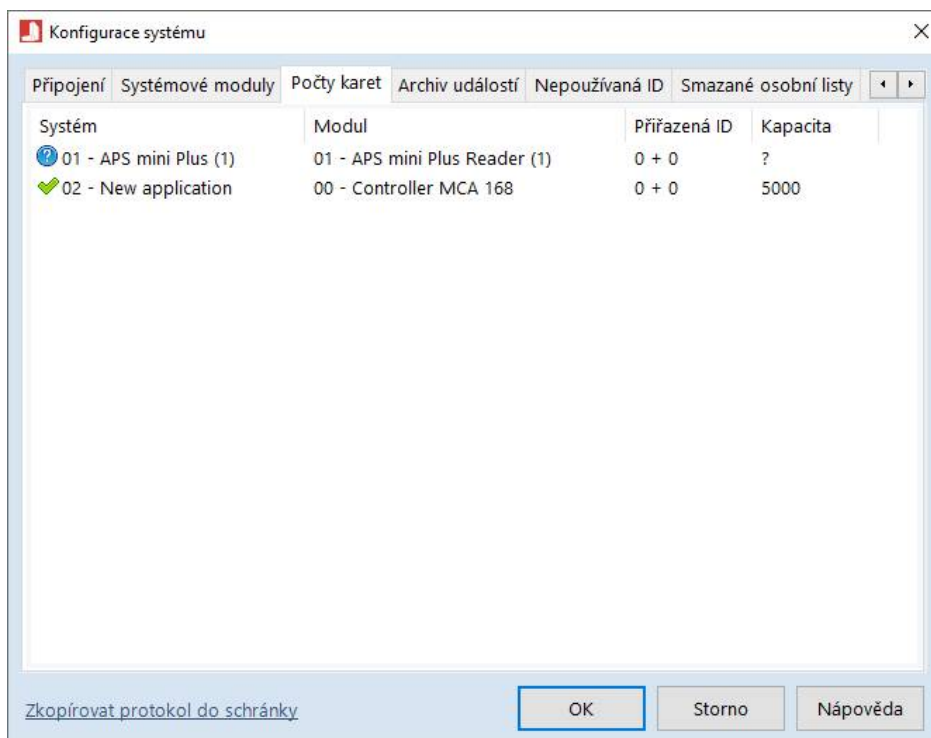 Konfigurace systému
Připojení Systémové moduly Počty karet Archiv událostí Nepoužívaná ID Smazané osobní listy
Systém Modul Přiřazená ID Kapacita
01 - APS mini Plus (1) 01 - APS mini Plus Reader (1) 0 + 0 ?
02 - New application 00 - Controller MCA 168 0 + 0 5000
Zkopírovat protokol do schránky OK Storno Nápověda